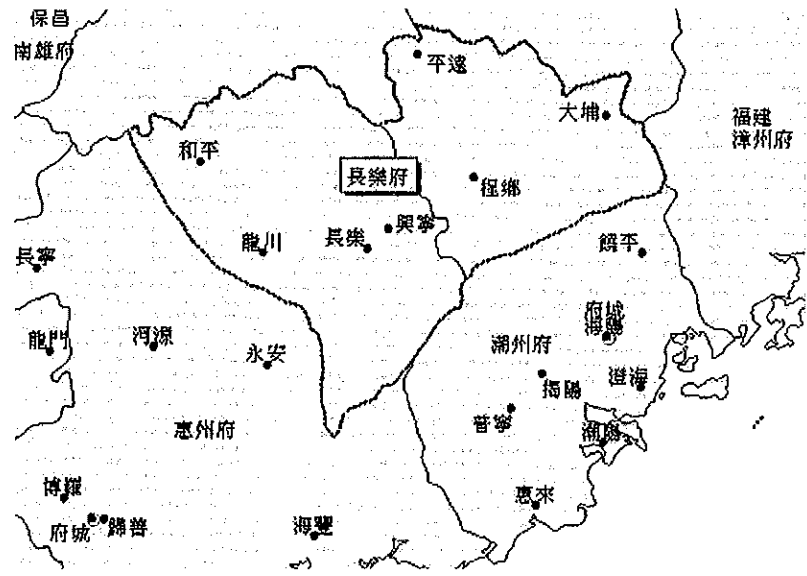 保昌
南雄府
平遠
大埔
福建
漳州府
和平
長樂府
程鄉
興寧
長樂
龍川
饒平
長寧
府城
海陽
龍門
河源
永安
潮州府
揭陽
澄海
普寧
惠州府
潮陽
博羅
惠來
府城
歸善
海豐